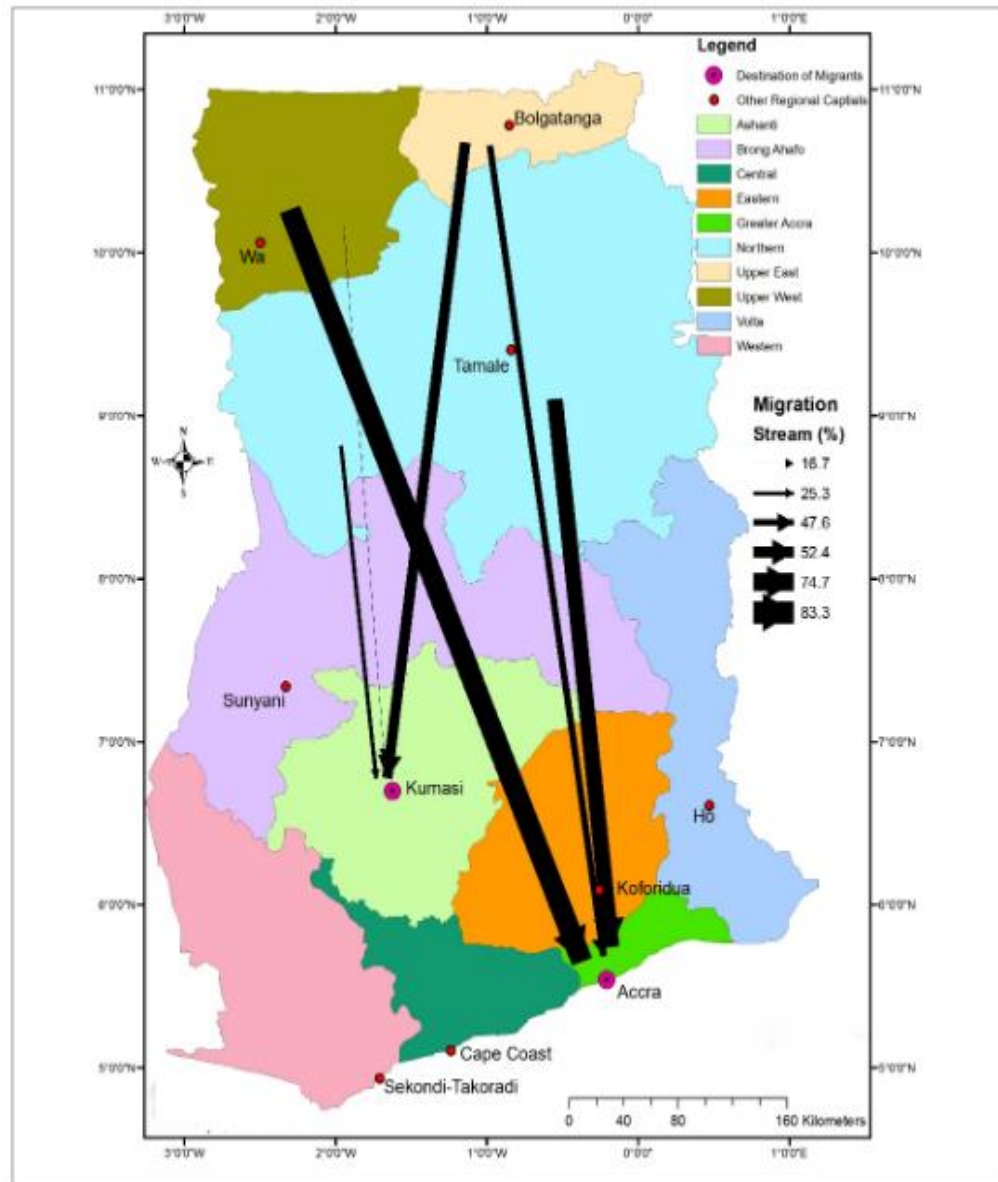 3°0'0"W 2°0'0"W 1°0'0"W 0°0'0" 1°0'0"E
Legend
Destination of Migrants
Other Regional Captials
Ashanti
Brong Ahafo
Central
Eastern
Greater Accra
Northern
Upper East
Upper West
Volta
Western
Migration
Stream (%)
16.7
25.3
47.6
52.4
74.7
83.3
11°0'0"N
10°0'0"N
9°0'0"N
8°0'0"N
7°0'0"N
6°0'0"N
5°0'0"N
Bolgatanga
Wa
Tamale
N
W E
S
Sunyani
Kumasi
Ho
Koforidua
Accra
Cape Coast
Sekondi-Takoradi
11°0'0"N
10°0'0"N
9°0'0"N
8°0'0"N
7°0'0"N
6°0'0"N
5°0'0"N
0 40 80 160 Kilometers
3°0'0"W 2°0'0"W 1°0'0"W 0°0'0" 1°0'0"E